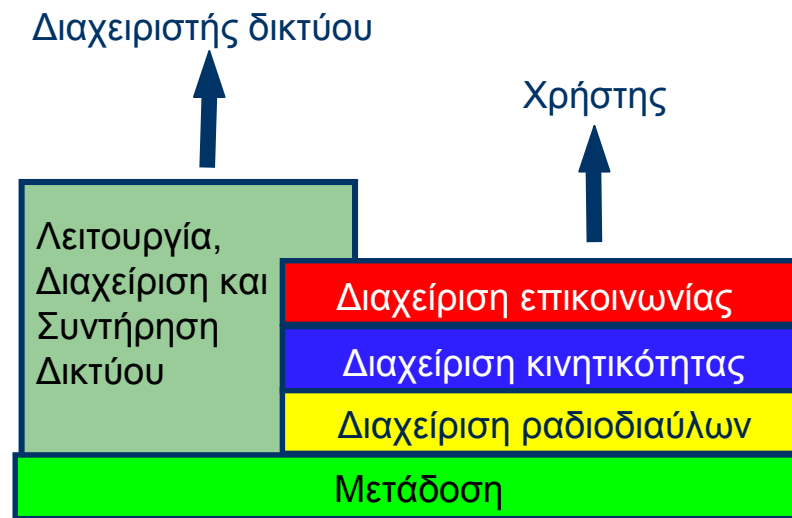 Διαχειριστής δικτύου
Χρήστης
Λειτουργία,
Διαχείριση και
Συντήρηση
Δικτύου
Διαχείριση επικοινωνίας
Διαχείριση κινητικότητας
Διαχείριση ραδιοδιαύλων
Μετάδοση